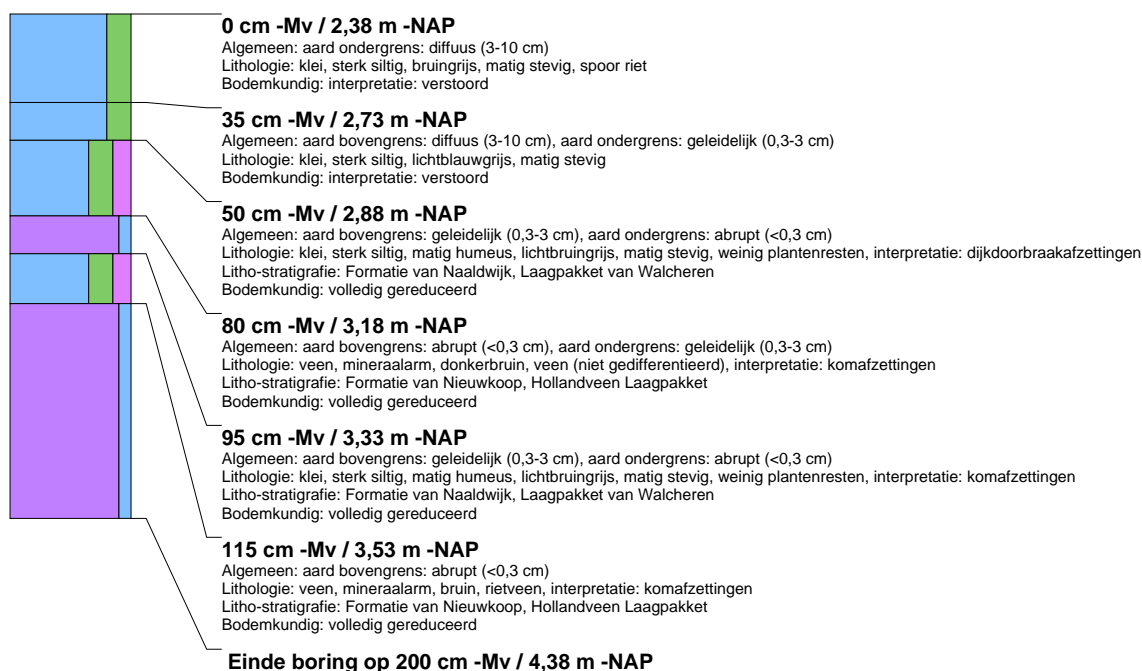 0 cm -Mv / 2,38 m -NAP
Algemeen: aard ondergrens: diffuus (3-10 cm)
Lithologie: klei, sterk siltig, bruingrijs, matig stevig, spoor riet
Bodemkundig: interpretatie: verstoord
35 cm -Mv / 2,73 m -NAP
Algemeen: aard bovengrens: diffuus (3-10 cm), aard ondergrens: geleidelijk (0,3-3 cm)
Lithologie: klei, sterk siltig, lichtblauwgrijs, matig stevig
Bodemkundig: interpretatie: verstoord
50 cm -Mv / 2,88 m -NAP
Algemeen: aard bovengrens: geleidelijk (0,3-3 cm), aard ondergrens: abrupt (<0,3 cm)
Lithologie: klei, sterk siltig, matig humeus, lichtbruingrijs, matig stevig, weinig plantenresten, interpretatie: dijkdoorbraakafzettingen
Litho-stratigrafie: Formatie van Naaldwijk, Laagpakket van Walcheren
Bodemkundig: volledig gereduceerd
80 cm -Mv / 3,18 m -NAP
Algemeen: aard bovengrens: abrupt (<0,3 cm), aard ondergrens: geleidelijk (0,3-3 cm)
Lithologie: veen, mineraalarm, donkerbruin, veen (niet gedifferentieerd), interpretatie: komafzettingen
Litho-stratigrafie: Formatie van Nieuwkoop, Hollandveen Laagpakket
Bodemkundig: volledig gereduceerd
95 cm -Mv / 3,33 m -NAP
Algemeen: aard bovengrens: geleidelijk (0,3-3 cm), aard ondergrens: abrupt (<0,3 cm)
Lithologie: klei, sterk siltig, matig humeus, lichtbruingrijs, matig stevig, weinig plantenresten, interpretatie: komafzettingen
Litho-stratigrafie: Formatie van Naaldwijk, Laagpakket van Walcheren
Bodemkundig: volledig gereduceerd
115 cm -Mv / 3,53 m -NAP
Algemeen: aard bovengrens: abrupt (<0,3 cm)
Lithologie: veen, mineraalarm, bruin, rietveen, interpretatie: komafzettingen
Litho-stratigrafie: Formatie van Nieuwkoop, Hollandveen Laagpakket
Bodemkundig: volledig gereduceerd
Einde boring op 200 cm -Mv / 4,38 m -NAP